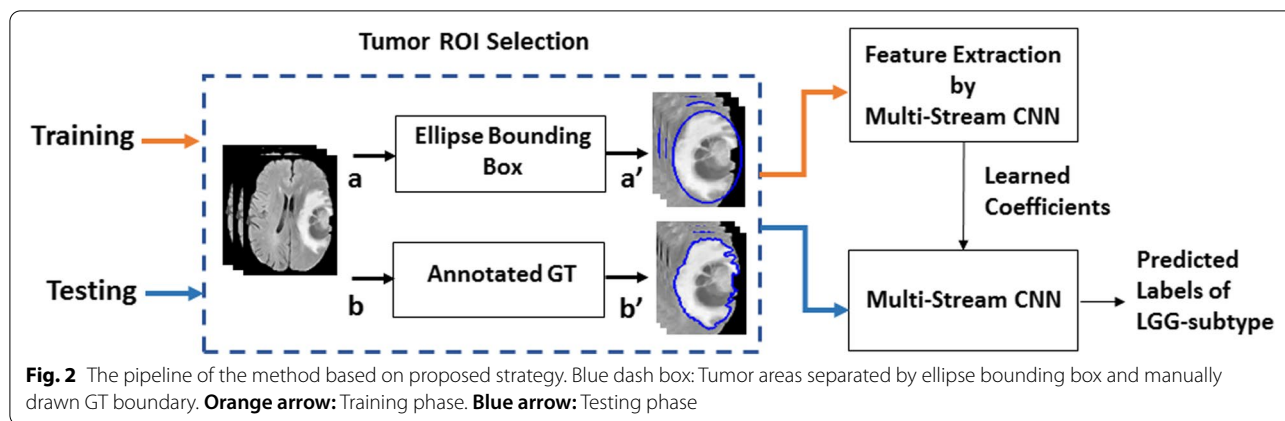 Tumor ROI Selection
Training
Testing
a
Ellipse Bounding
Box
a’
b
Annotated GT
b’
Feature Extraction
by
Multi-Stream CNN
Learned
Coefficients
Multi-Stream CNN
Predicted
Labels of
LGG-subtype
Fig. 2 The pipeline of the method based on proposed strategy. Blue dash box: Tumor areas separated by ellipse bounding box and manually
drawn GT boundary. Orange arrow: Training phase. Blue arrow: Testing phase